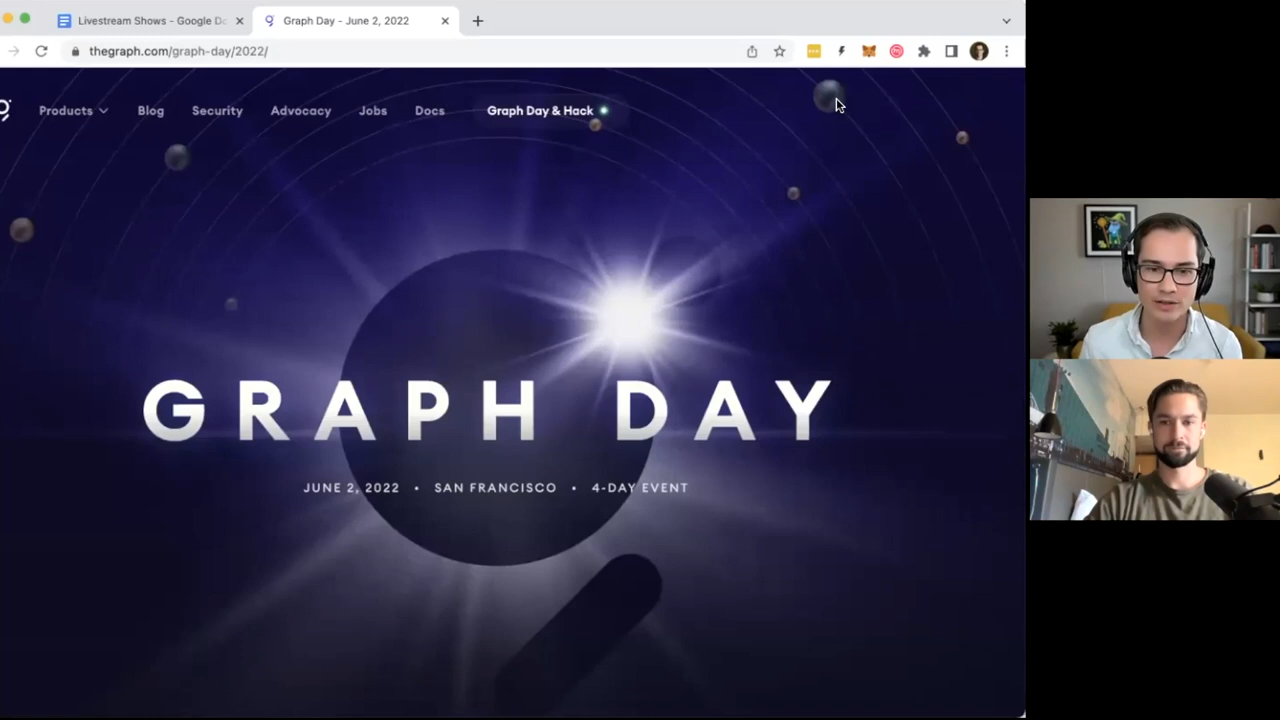 Livestream Shows - Google Do
Graph Day - June 2, 2022
thegraph.com/graph-day/2022/
Products
Blog
Security
Advocacy
Jobs
Docs
Graph Day & Hack
GRAPH DAY
JUNE 2, 2022 • SAN FRANCISCO • 4-DAY EVENT